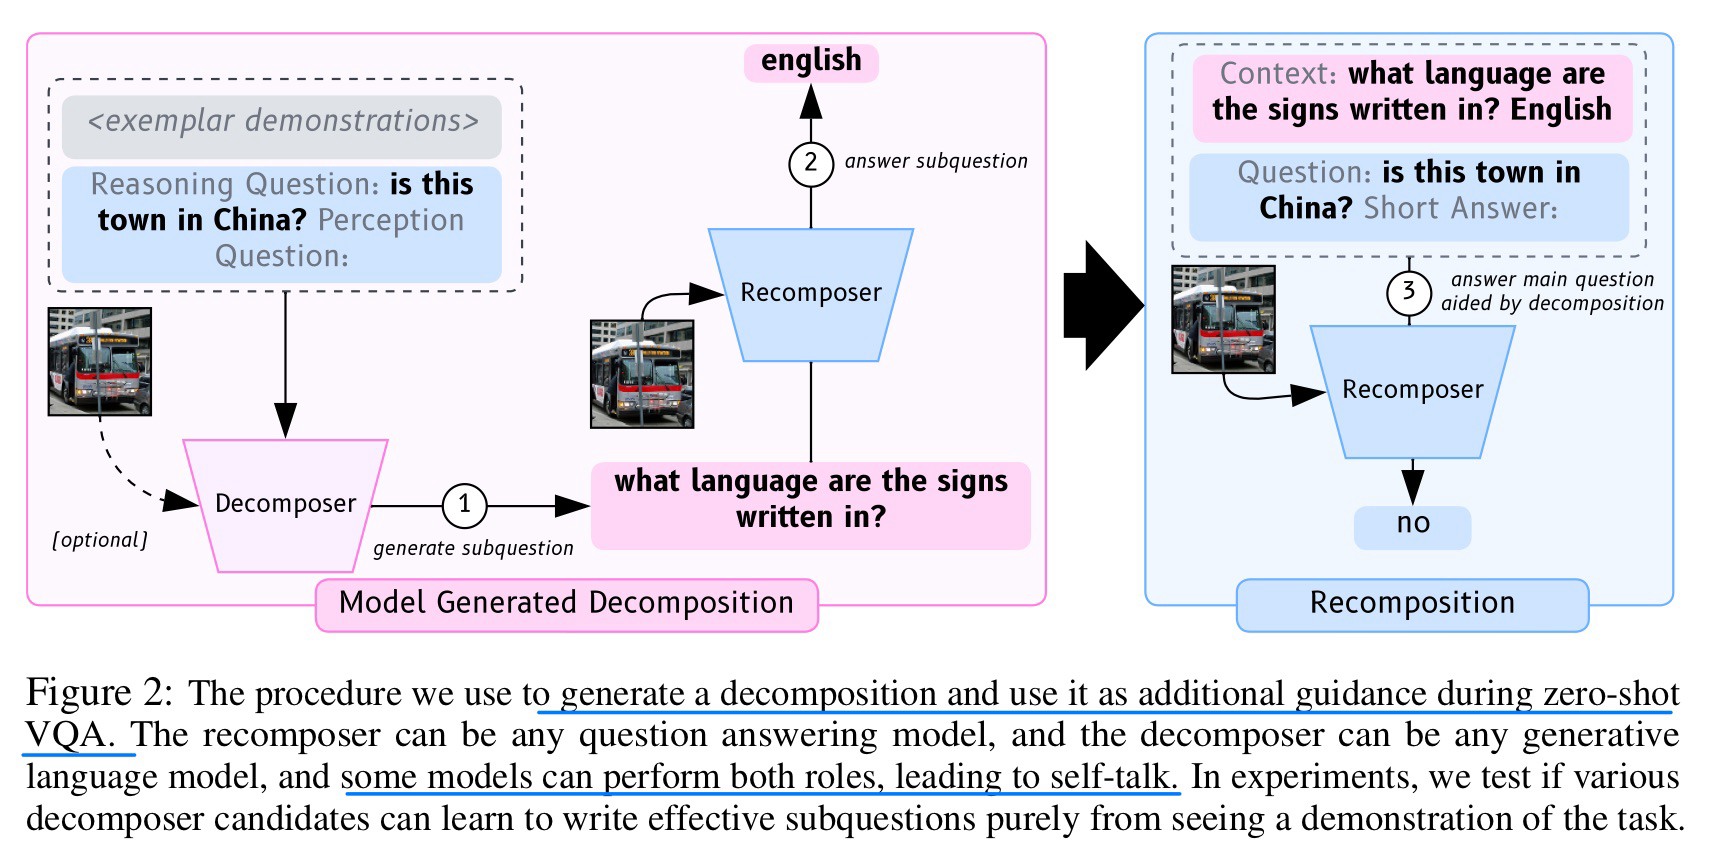 <exemplar demonstrations>
Reasoning Question: is this
town in China? Perception
Question:
[optional]
Decomposer
1
generate subquestion
what language are the signs
written in?
Recomposer
2
answer subquestion
english
Model Generated Decomposition
Context: what language are
the signs written in? English
Question: is this town in
China? Short Answer:
3
answer main question
aided by decomposition
Recomposer
no
Recomposition
Figure 2: The procedure we use to generate a decomposition and use it as additional guidance during zero-shot
VQA. The recomposer can be any question answering model, and the decomposer can be any generative
language model, and some models can perform both roles, leading to self-talk. In experiments, we test if various
decomposer candidates can learn to write effective subquestions purely from seeing a demonstration of the task.